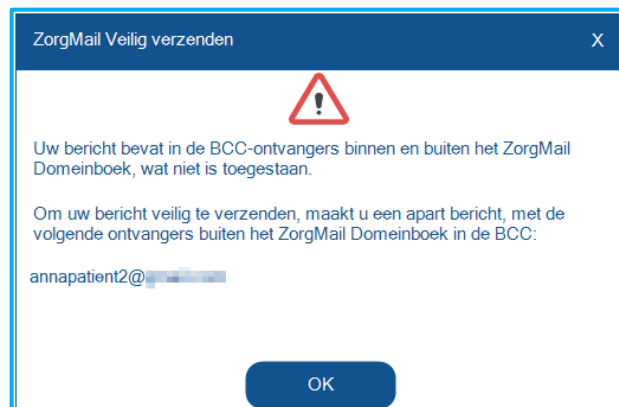 ZorgMail Veilig verzenden X
!
Uw bericht bevat in de BCC-ontvangers binnen en buiten het ZorgMail
Domeinboek, wat niet is toegestaan.
Om uw bericht veilig te verzenden, maakt u een apart bericht, met de
volgende ontvangers buiten het ZorgMail Domeinboek in de BCC:
annapatient2@
OK